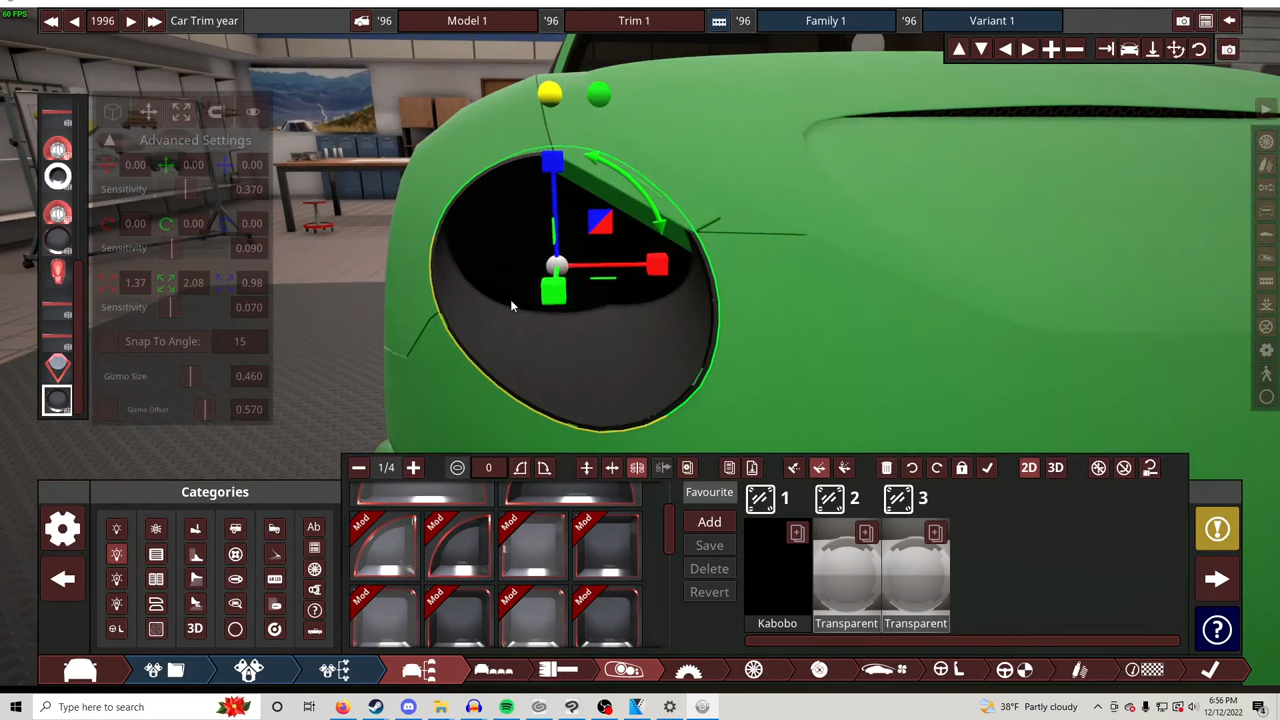 60 FPS
1996
Car Trim year
'96
Model 1
'96
Trim 1
'96
Family 1
'96
Variant 1
Advanced Settings
0.00
0.00
0.00
Sensitivity
0.370
0.00
0.00
0.00
Sensitivity
0.090
1.37
2.08
0.98
Sensitivity
0.070
Snap To Angle:
15
Gizmo Size
0.460
Gizmo Offset
0.570
1/4
0
2D
3D
Categories
Ab
L
3D
Mod
Mod
Mod
Mod
Mod
Mod
Mod
Mod
Favourite
Add
Save
Delete
Revert
1
2
3
Kabobo
Transparent
Transparent
Type here to search
38°F Partly cloudy
6:56 PM
12/12/2022
4